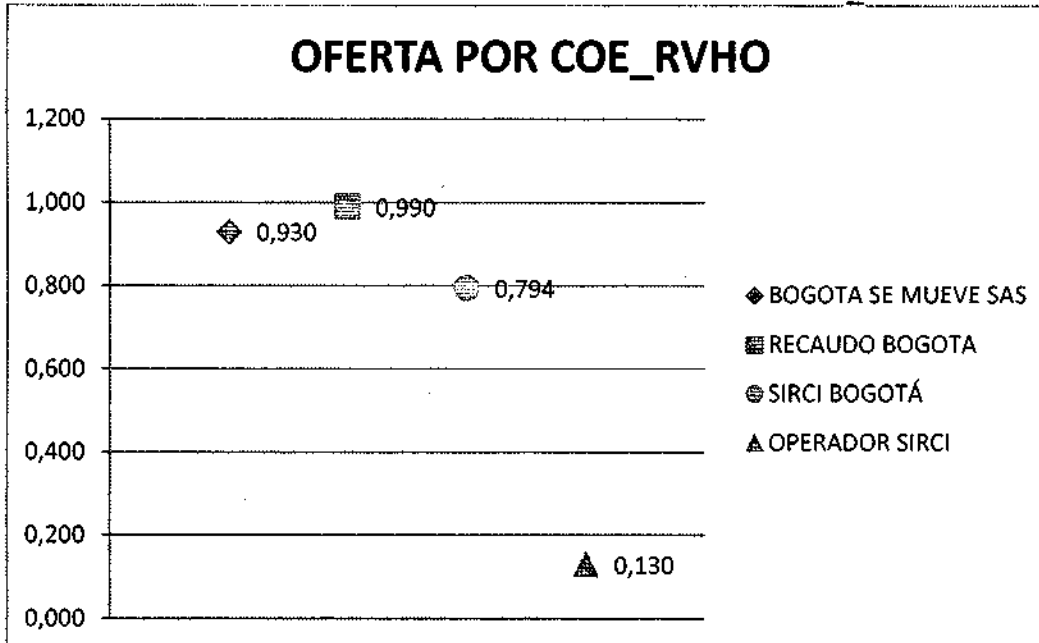 OFERTA POR COE_RVHO
1,200
1,000
0,990
0,930
0,800
0,794
BOGOTA SE MUEVE SAS
RECAUDO BOGOTA
0,600
SIRCI BOGOTÁ
0,400
OPERADOR SIRCI
0,200
0,130
0,000